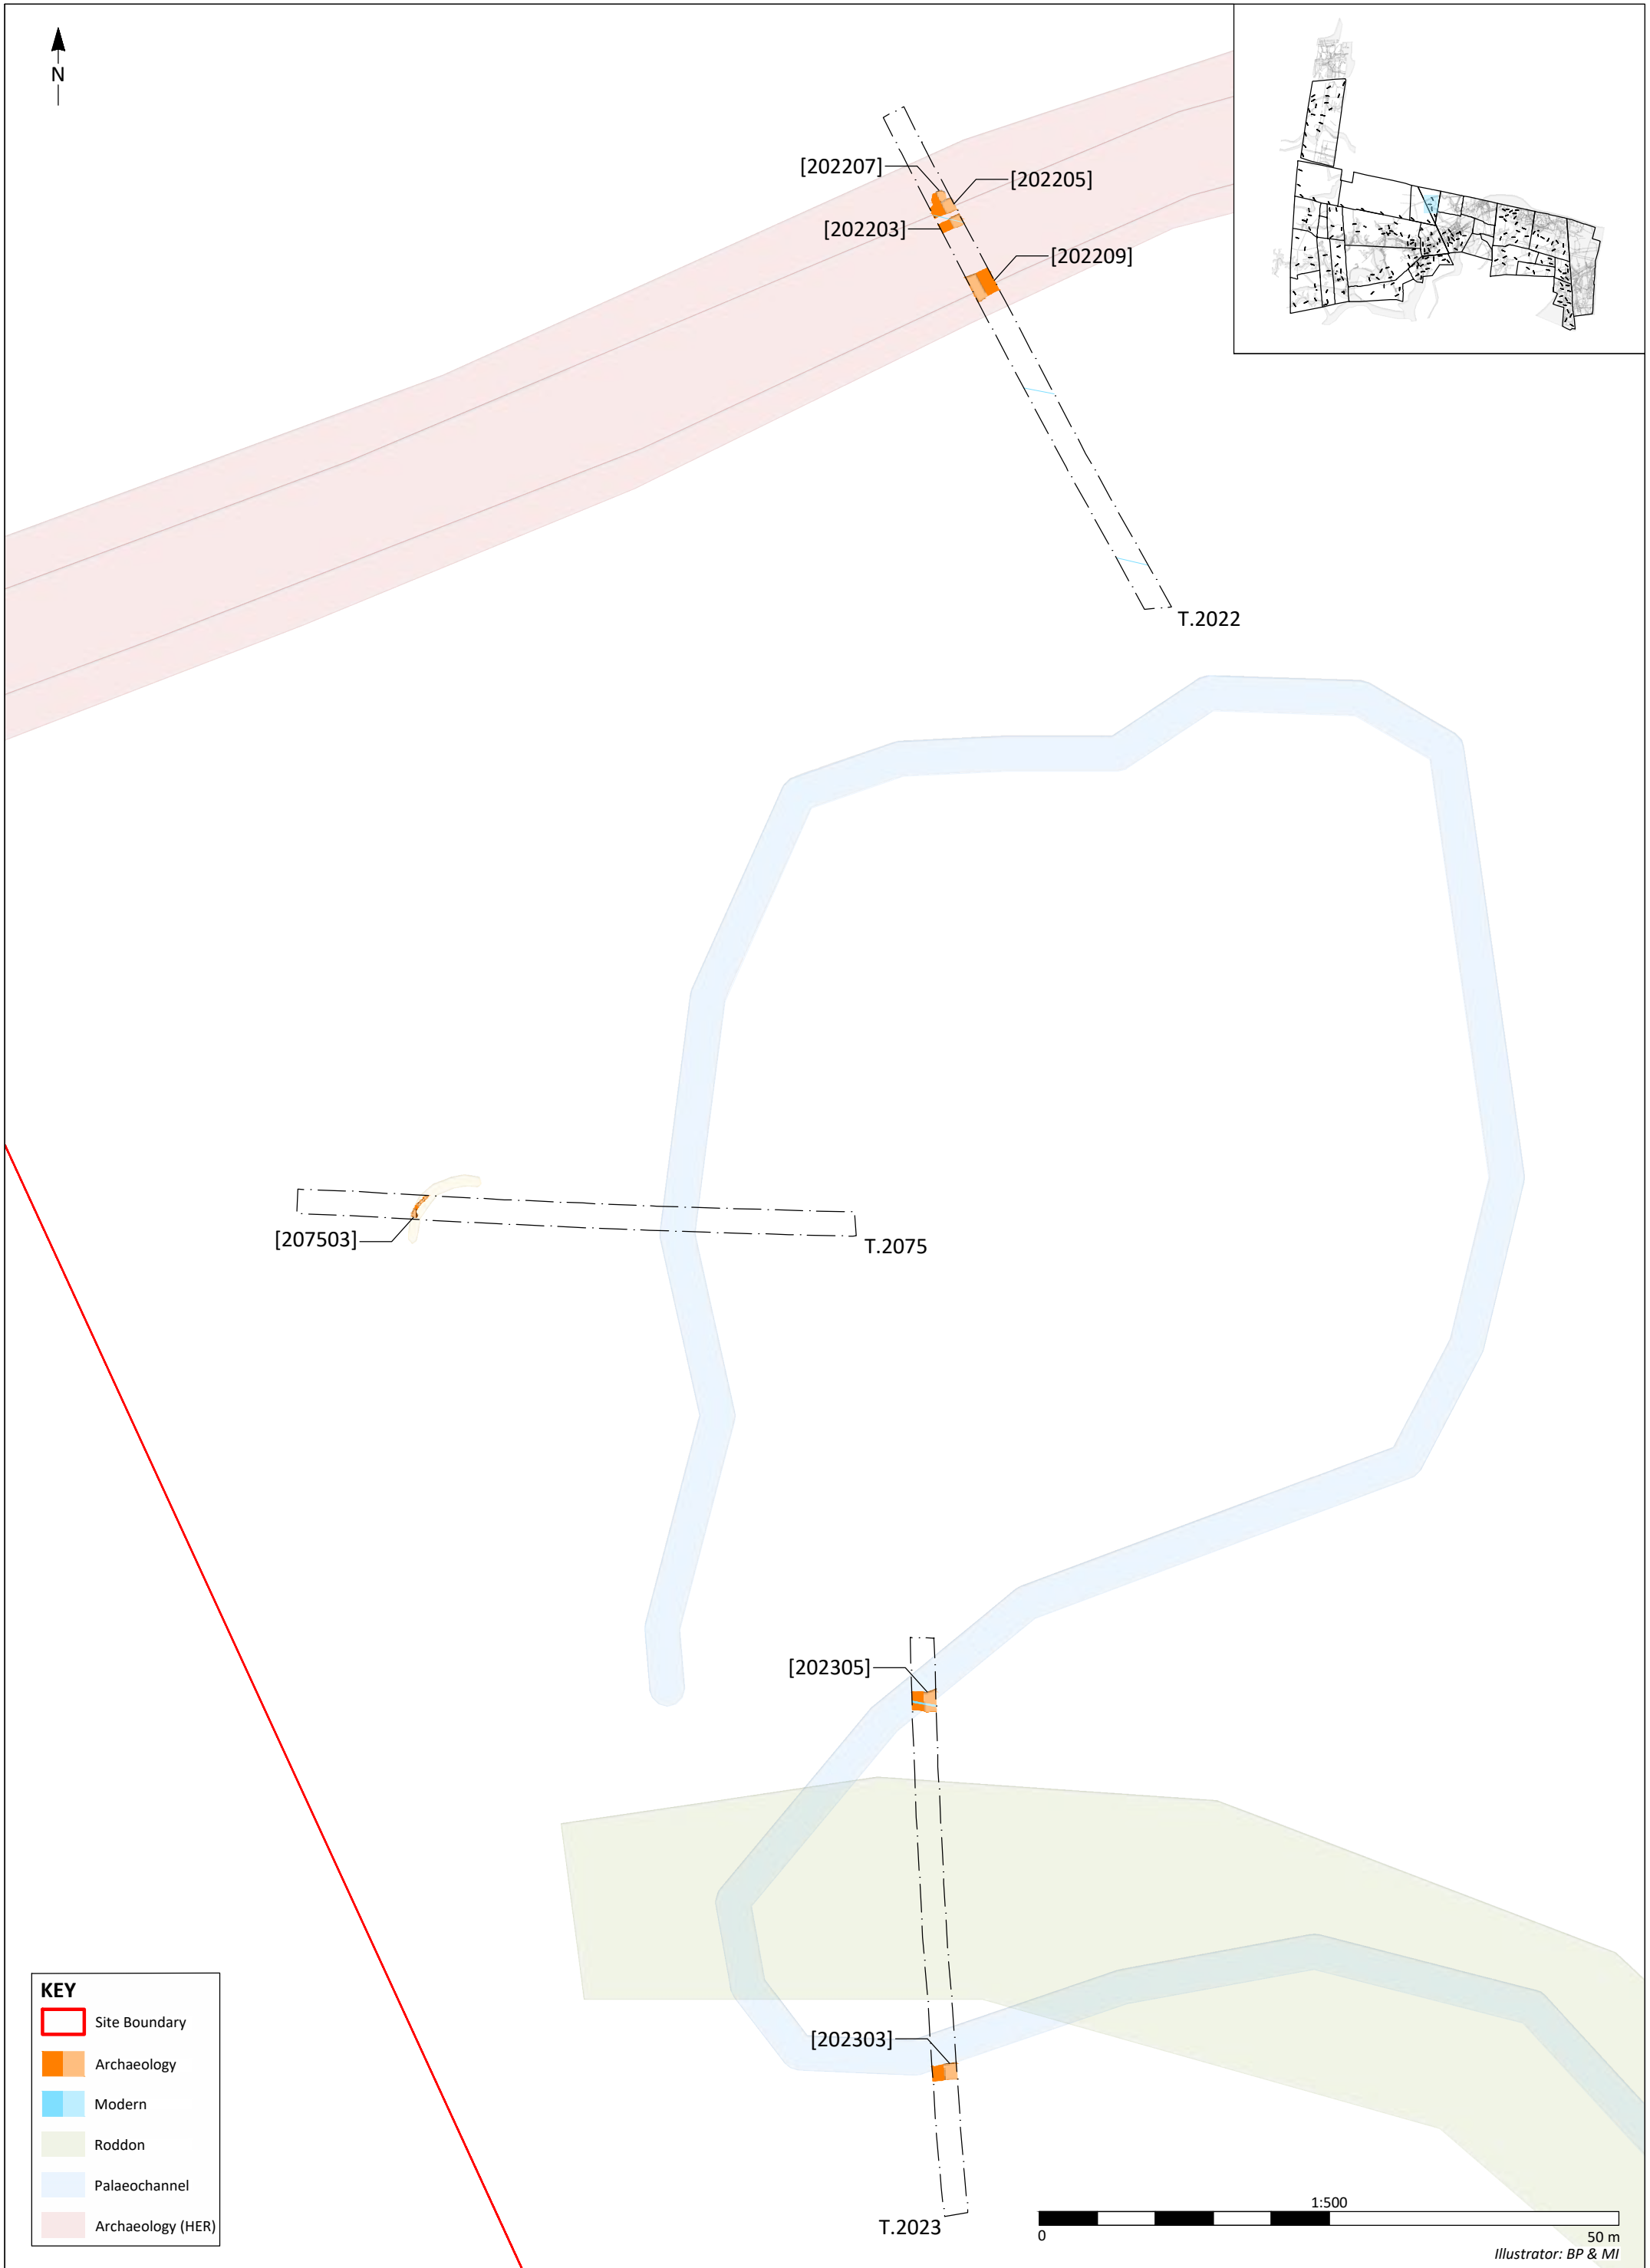 N
[202207]
[202205]
[202203]
[202209]
T.2022
[207503]
T.2075
[202305]
[202303]
T.2023
KEY
Site Boundary
Archaeology
Modern
Roddon
Palaeochannel
Archaeology (HER)
1:500
0
50 m
Illustrator: BP & MI